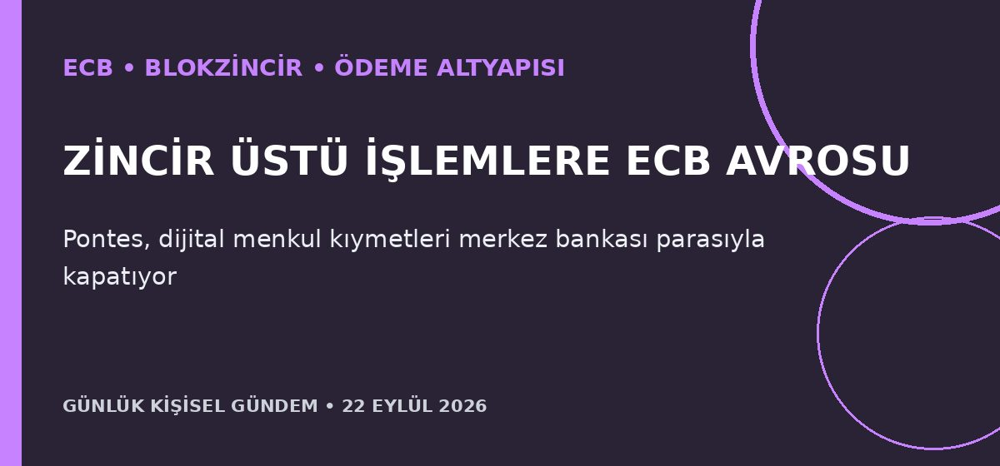 ECB • BLOKZİNCİR • ÖDEME ALTYAPISI
ZİNCİR ÜSTÜ İŞLEMLERE ECB AVROSU
Pontes, dijital menkul kıymetleri merkez bankası parasıyla
kapatıyor
GÜNLÜK KİŞİSEL GÜNDEM • 22 EYLÜL 2026